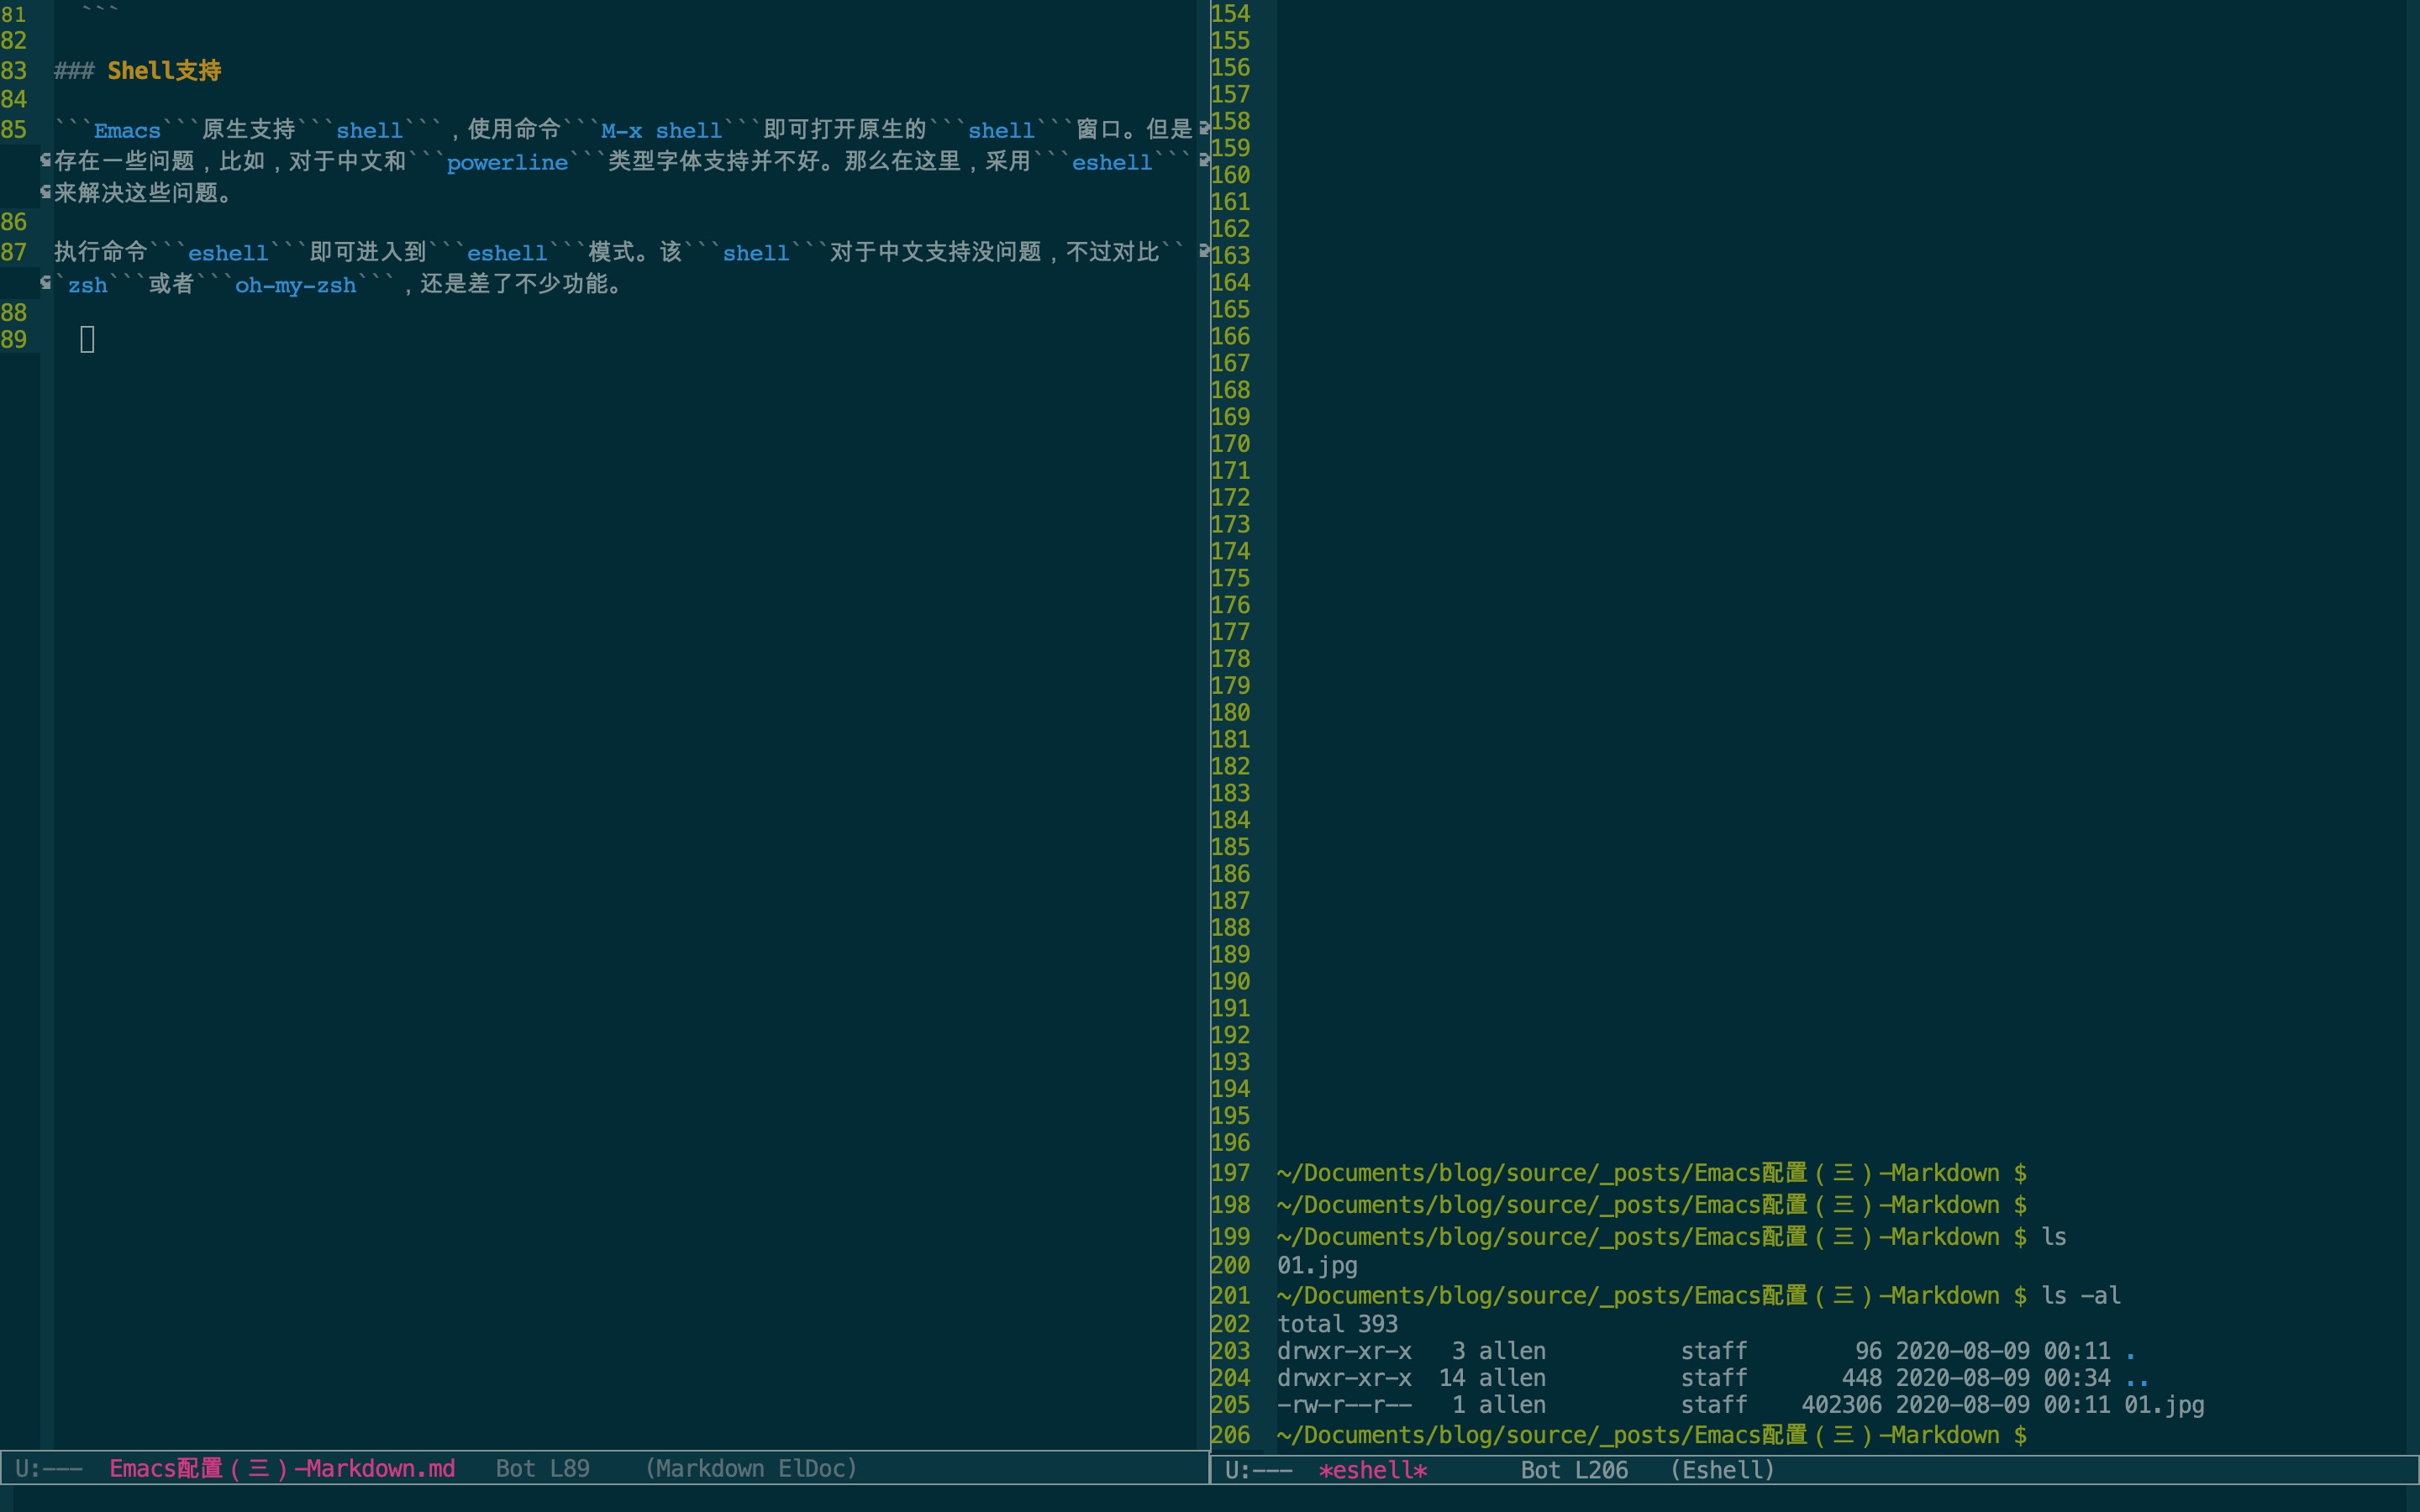 81 ```
82
83 ### Shell支持
84
85 ```Emacs```原生支持```shell```，使用命令```M-x shell```即可打开原生的```shell```窗口。但是
存在一些问题，比如，对于中文和```powerline```类型字体支持并不好。那么在这里，采用```eshell```
来解决这些问题。
86
87 执行命令```eshell```即可进入到```eshell```模式。该```shell```对于中文支持没问题，不过对比``
`zsh```或者```oh-my-zsh```，还是差了不少功能。
88
89
U:--- Emacs配置（三）-Markdown.md Bot L89 (Markdown ElDoc)
154
155
156
157
158
159
160
161
162
163
164
165
166
167
168
169
170
171
172
173
174
175
176
177
178
179
180
181
182
183
184
185
186
187
188
189
190
191
192
193
194
195
196
197 ~/Documents/blog/source/_posts/Emacs配置（三）-Markdown $
198 ~/Documents/blog/source/_posts/Emacs配置（三）-Markdown $
199 ~/Documents/blog/source/_posts/Emacs配置（三）-Markdown $ ls
200 01.jpg
201 ~/Documents/blog/source/_posts/Emacs配置（三）-Markdown $ ls -al
202 total 393
203 drwxr-xr-x 3 allen staff 96 2020-08-09 00:11 .
204 drwxr-xr-x 14 allen staff 448 2020-08-09 00:34 ..
205 -rw-r--r-- 1 allen staff 402306 2020-08-09 00:11 01.jpg
206 ~/Documents/blog/source/_posts/Emacs配置（三）-Markdown $
U:--- *eshell* Bot L206 (Eshell)